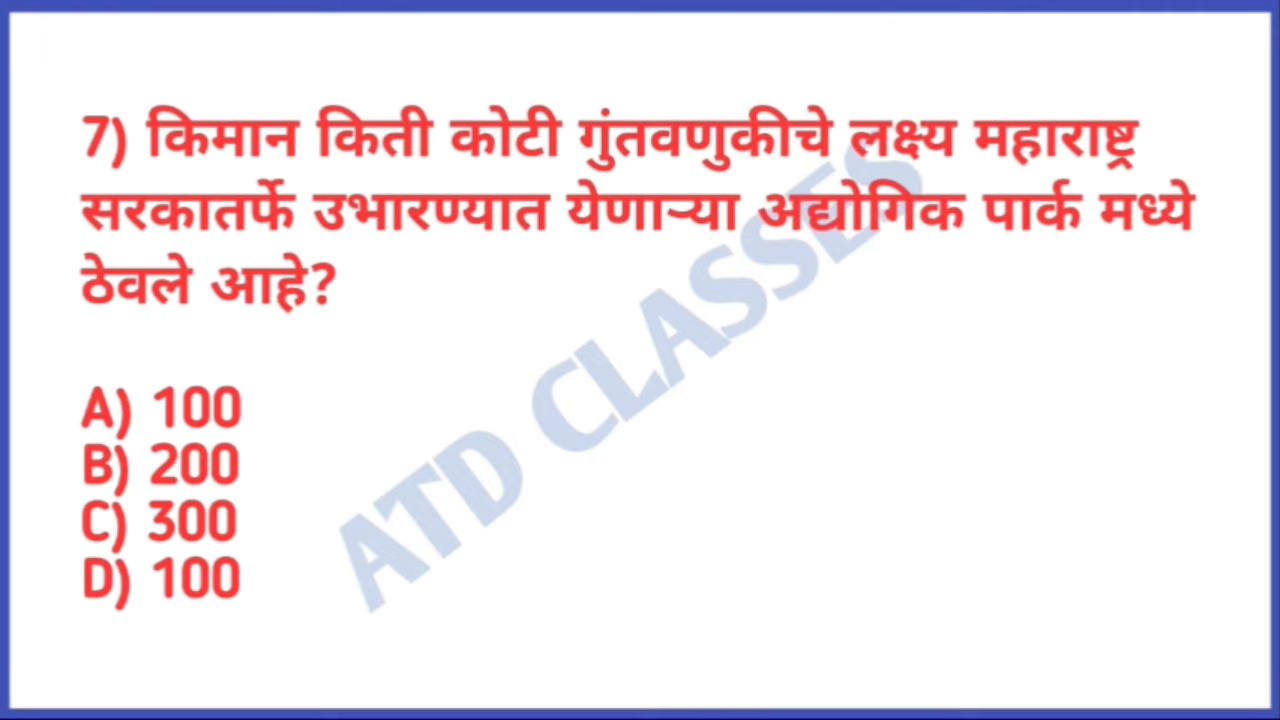 7) किमान किती कोटी गुंतवणुकीचे लक्ष्य महाराष्ट्र
सरकातर्फे उभारण्यात येणाऱ्या अद्योगिक पार्क मध्ये
ठेवले आहे?
A) 100
B) 200
C) 300
D) 100
ATD CLASSES